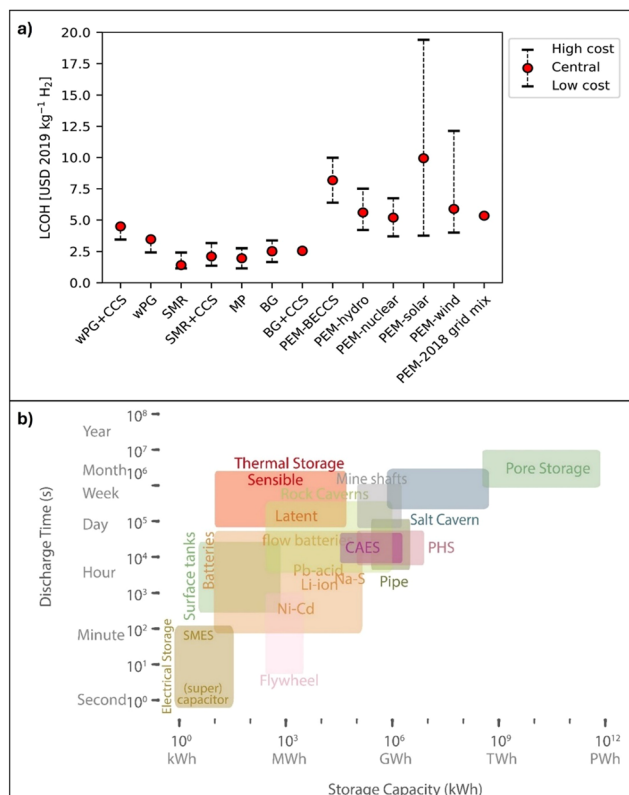 a)
LCOH [USD 2019 kg⁻¹ H₂]
20.0
17.5
15.0
12.5
10.0
7.5
5.0
2.5
0.0
High cost
Central
Low cost
wPG+CCS
wPG
SMR
SMR+CCS
MP
BG
BG+CCS
PEM-BECCS
PEM-hydro
PEM-nuclear
PEM-solar
PEM-wind
PEM-2018 grid mix
b)
Discharge Time (s)
Year
Month
Week
Day
Hour
Minute
Second
10⁸
10⁷
10⁶
10⁵
10⁴
10³
10²
10¹
10⁰
Thermal Storage
Sensible
Mine shafts
Pore Storage
Rock Caverns
Latent
Salt Cavern
flow batteries
CAES
PHS
Surface tanks
Batteries
Pb-acid
Na-S
Pipe
Li-ion
Ni-Cd
Electrical Storage
SMES
Flywheel
(super)
capacitor
10⁰ 10³ 10⁶ 10⁹ 10¹²
kWh MWh GWh TWh PWh
Storage Capacity (kWh)